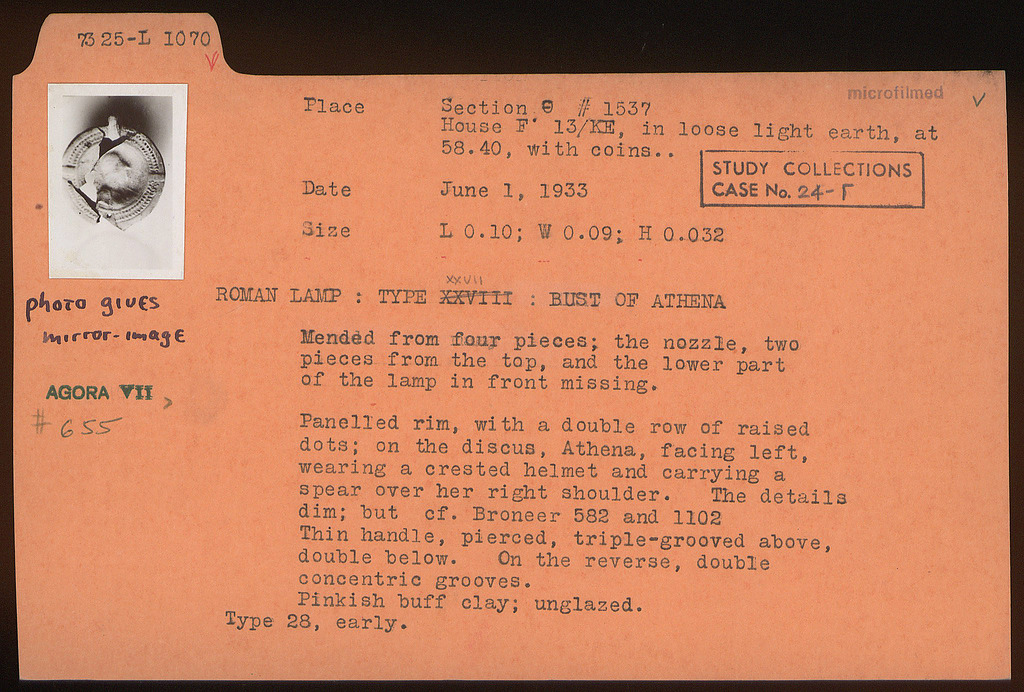 7325-L 1070
microfilmed
Place Section Θ # 1537
House F' 13/KE, in loose light earth, at
58.40, with coins..
STUDY COLLECTIONS
CASE No. 24-Γ
Date June 1, 1933
Size L 0.10; W 0.09; H 0.032
photo gives
mirror-image
XXVII
ROMAN LAMP : TYPE XXVIII : BUST OF ATHENA
Mended from four pieces; the nozzle, two
pieces from the top, and the lower part
of the lamp in front missing.
AGORA VII
# 655
Panelled rim, with a double row of raised
dots; on the discus, Athena, facing left,
wearing a crested helmet and carrying a
spear over her right shoulder. The details
dim; but cf. Broneer 582 and 1102
Thin handle, pierced, triple-grooved above,
double below. On the reverse, double
concentric grooves.
Pinkish buff clay; unglazed.
Type 28, early.